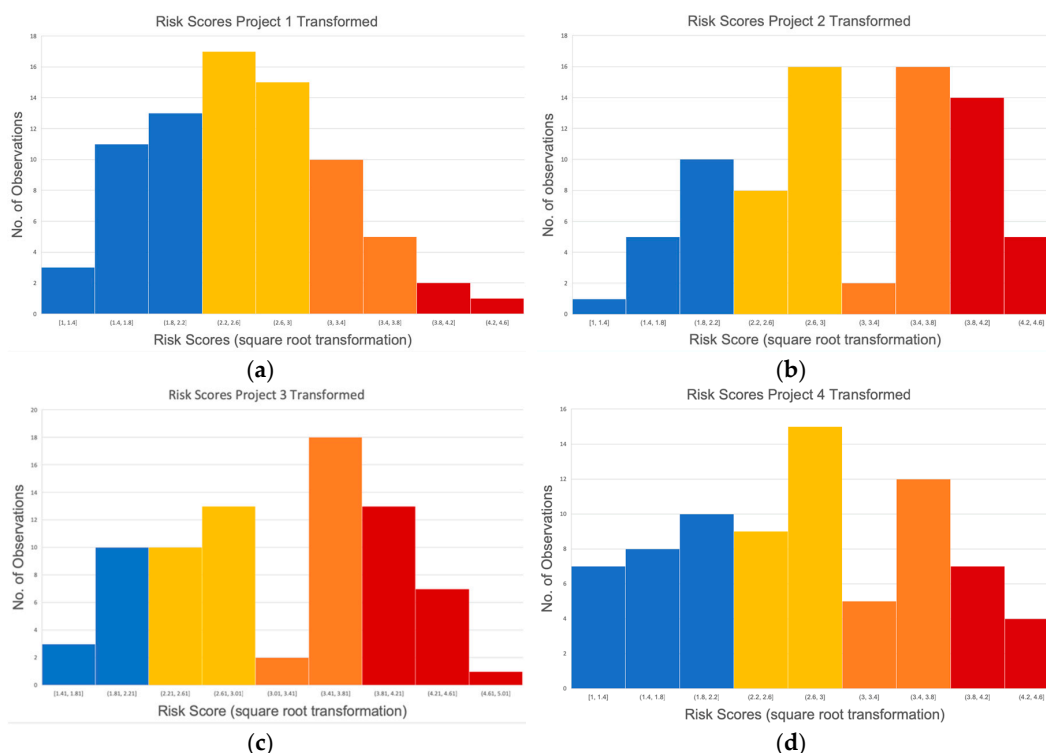 Risk Scores Project 1 Transformed
18
16
14
12
10
8
6
4
2
0
No. of Observations
[1, 1.4] (1.4, 1.8] (1.8, 2.2] (2.2, 2.6] (2.6, 3] (3, 3.4] (3.4, 3.8] (3.8, 4.2] (4.2, 4.6]
Risk Scores (square root transformation)
(a)
Risk Scores Project 2 Transformed
18
16
14
12
10
8
6
4
2
0
No. of observations
[1, 1.4] (1.4, 1.8] (1.8, 2.2] (2.2, 2.6] (2.6, 3] (3, 3.4] (3.4, 3.8] (3.8, 4.2] (4.2, 4.6]
Risk Score (square root transformation)
(b)
Risk Scores Project 3 Transformed
20
18
16
14
12
10
8
6
4
2
0
No. of Observations
[1.41, 1.81] (1.81, 2.21] (2.21, 2.61] (2.61, 3.01] (3.01, 3.41] (3.41, 3.81] (3.81, 4.21] (4.21, 4.61] (4.61, 5.01]
Risk Score (square root transformation)
(c)
Risk Scores Project 4 Transformed
16
14
12
10
8
6
4
2
0
No. of Observations
[1, 1.4] (1.4, 1.8] (1.8, 2.2] (2.2, 2.6] (2.6, 3] (3, 3.4] (3.4, 3.8] (3.8, 4.2] (4.2, 4.6]
Risk Scores (square root transformation)
(d)